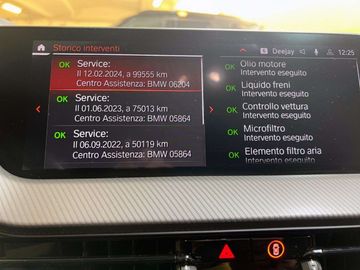 Storico interventi
Deejay
12:25
OK Service:
Il 12.02.2024, a 99555 km
Centro Assistenza: BMW 06204
OK Service:
Il 01.06.2023, a 75013 km
Centro Assistenza: BMW 05864
OK Service:
Il 06.09.2022, a 50119 km
Centro Assistenza: BMW 05864
OK Olio motore
Intervento eseguito
OK Liquido freni
Intervento eseguito
OK Controllo vettura
Intervento eseguito
OK Microfiltro
Intervento eseguito
OK Elemento filtro aria
Intervento eseguito